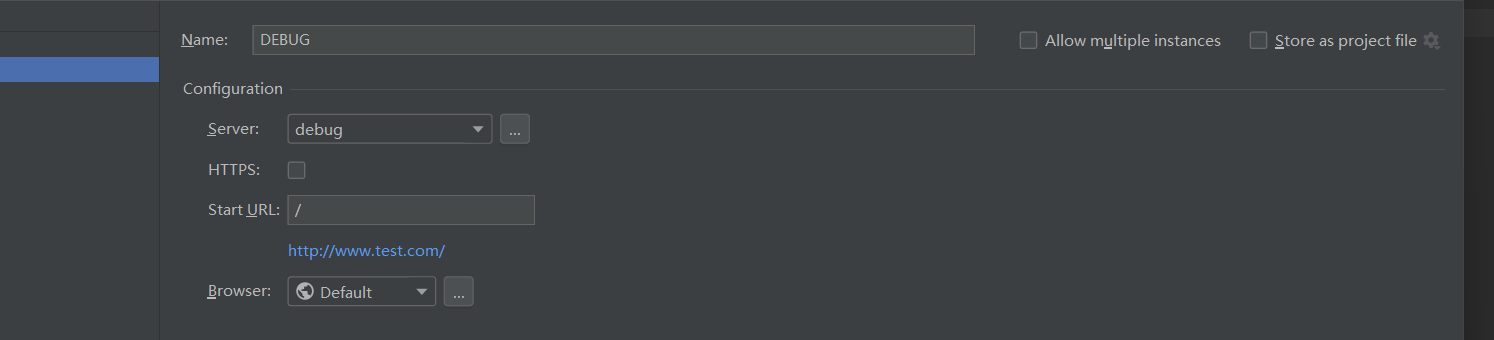 Name: DEBUG Allow multiple instances Store as project file
Configuration
Server: debug ...
HTTPS:
Start URL: /
http://www.test.com/
Browser: Default ...